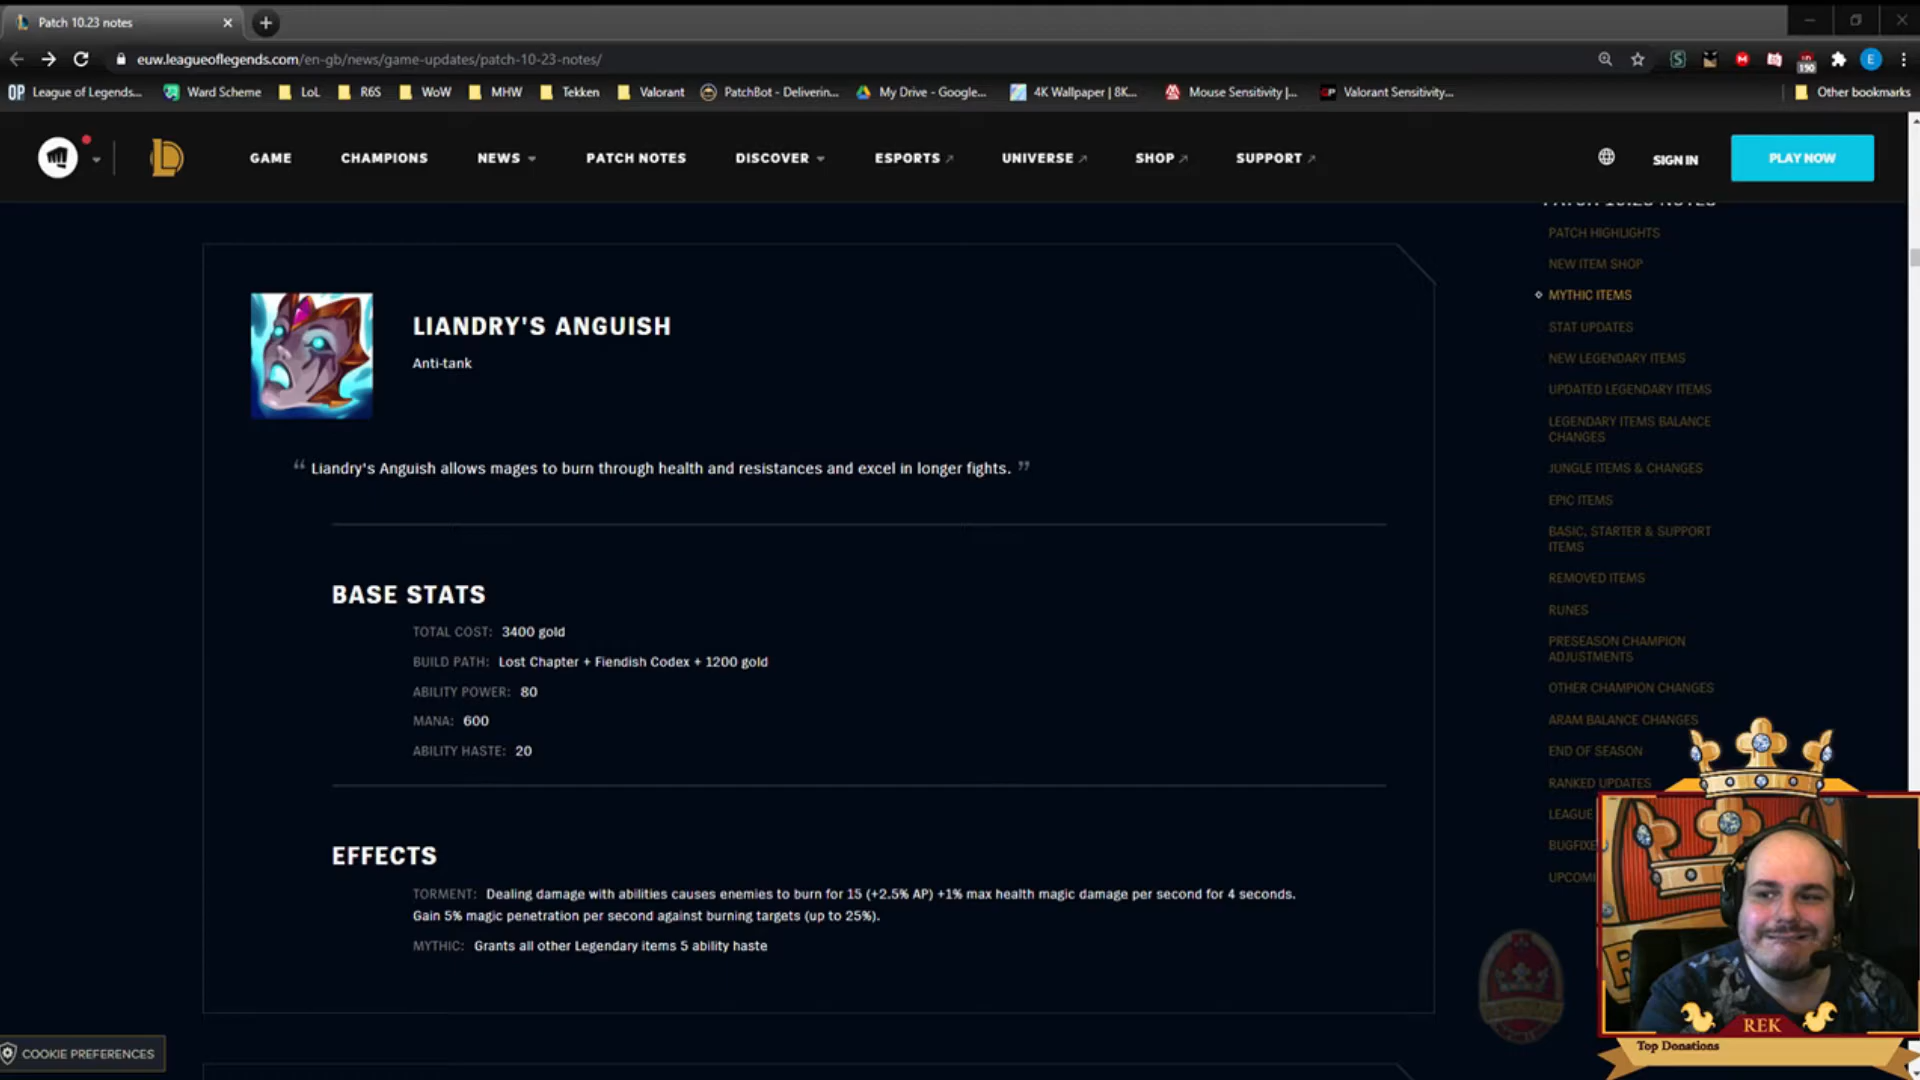 Patch 10.23 notes
euw.leagueoflegends.com/en-gb/news/game-updates/patch-10-23-notes/
150
E
OP League of Legends...
Ward Scheme
LoL
R6S
WoW
MHW
Tekken
Valorant
PatchBot - Deliverin...
My Drive - Google...
4K Wallpaper | 8K...
Mouse Sensitivity |...
Valorant Sensitivity...
Other bookmarks
GAME
CHAMPIONS
NEWS
PATCH NOTES
DISCOVER
ESPORTS
UNIVERSE
SHOP
SUPPORT
SIGN IN
PLAY NOW
LIANDRY'S ANGUISH
Anti-tank
“ Liandry's Anguish allows mages to burn through health and resistances and excel in longer fights. ”
BASE STATS
TOTAL COST: 3400 gold
BUILD PATH: Lost Chapter + Fiendish Codex + 1200 gold
ABILITY POWER: 80
MANA: 600
ABILITY HASTE: 20
EFFECTS
TORMENT: Dealing damage with abilities causes enemies to burn for 15 (+2.5% AP) +1% max health magic damage per second for 4 seconds.
Gain 5% magic penetration per second against burning targets (up to 25%).
MYTHIC: Grants all other Legendary items 5 ability haste
PATCH 10.23 NOTES
PATCH HIGHLIGHTS
NEW ITEM SHOP
MYTHIC ITEMS
STAT UPDATES
NEW LEGENDARY ITEMS
UPDATED LEGENDARY ITEMS
LEGENDARY ITEMS BALANCE
CHANGES
JUNGLE ITEMS & CHANGES
EPIC ITEMS
BASIC, STARTER & SUPPORT
ITEMS
REMOVED ITEMS
RUNES
PRESEASON CHAMPION
ADJUSTMENTS
OTHER CHAMPION CHANGES
ARAM BALANCE CHANGES
END OF SEASON
RANKED UPDATES
LEAGUE
BUGFIXE
UPCOMI
REK
Top Donations
COOKIE PREFERENCES